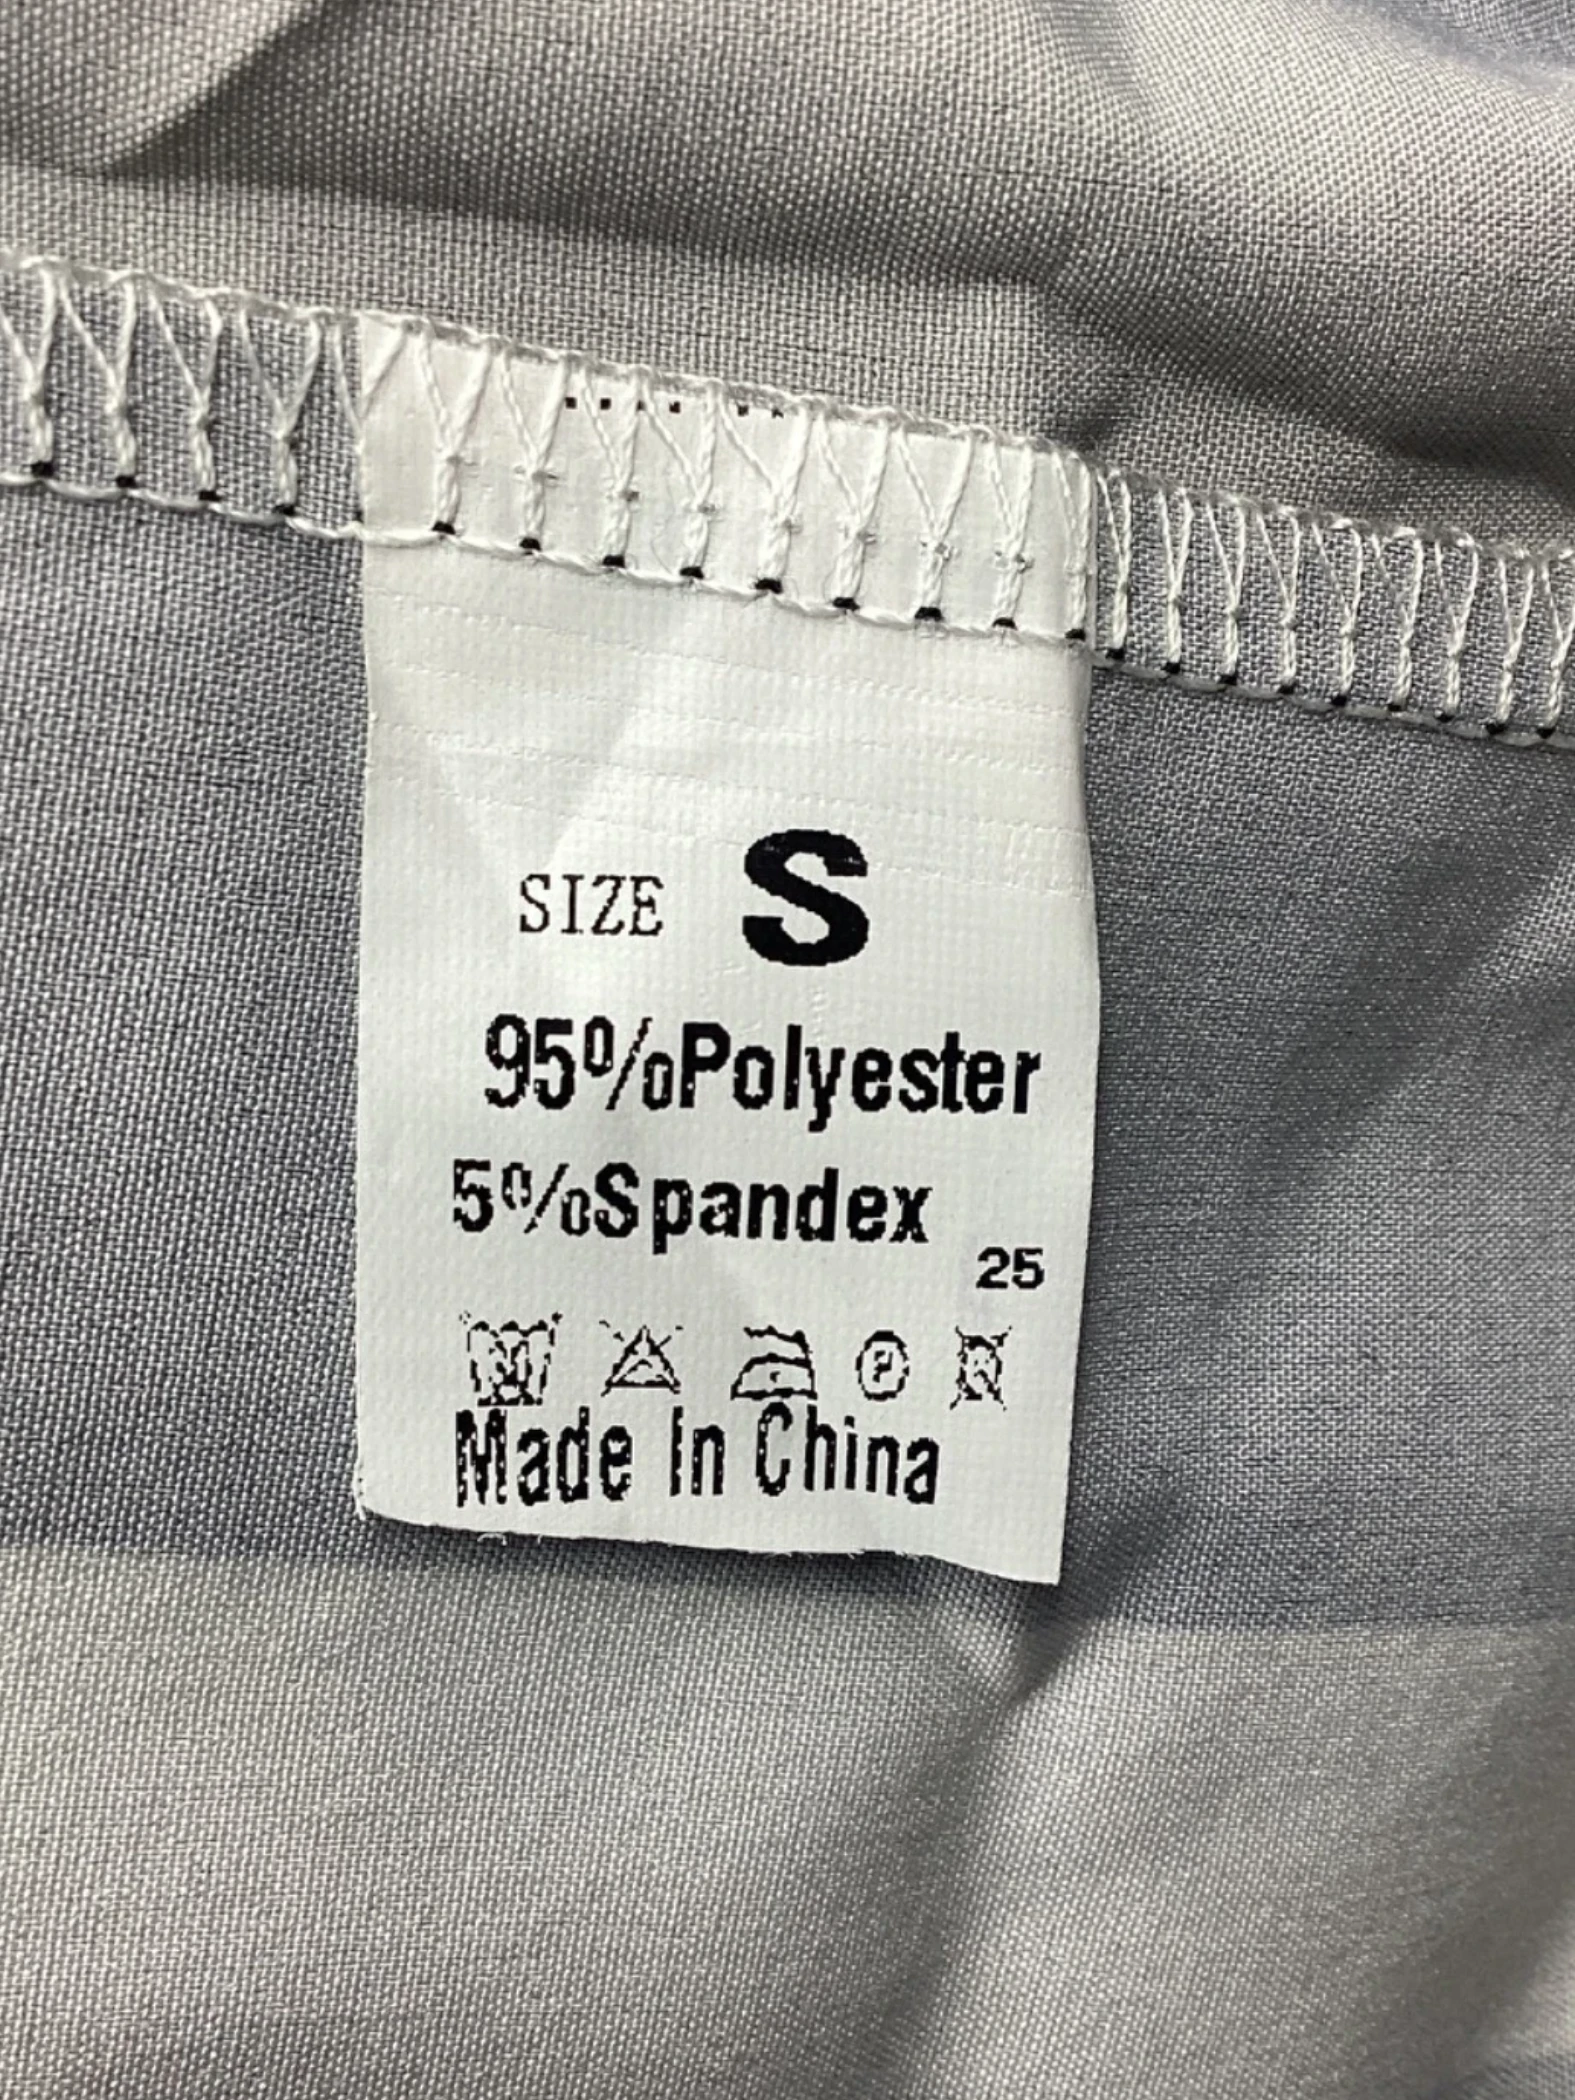 SIZE S
95%Polyester
5%Spandex
25
Made In China